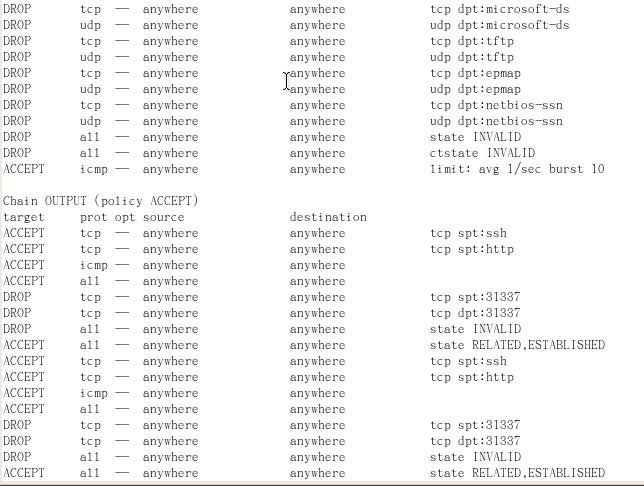 DROP tcp -- anywhere anywhere tcp dpt:microsoft-ds
DROP udp -- anywhere anywhere udp dpt:microsoft-ds
DROP tcp -- anywhere anywhere tcp dpt:tftp
DROP udp -- anywhere anywhere udp dpt:tftp
DROP tcp -- anywhere anywhere tcp dpt:epmap
DROP udp -- anywhere anywhere udp dpt:epmap
DROP tcp -- anywhere anywhere tcp dpt:netbios-ssn
DROP udp -- anywhere anywhere udp dpt:netbios-ssn
DROP all -- anywhere anywhere state INVALID
DROP all -- anywhere anywhere ctstate INVALID
ACCEPT icmp -- anywhere anywhere limit: avg 1/sec burst 10
Chain OUTPUT (policy ACCEPT)
target prot opt source destination
ACCEPT tcp -- anywhere anywhere tcp spt:ssh
ACCEPT tcp -- anywhere anywhere tcp spt:http
ACCEPT icmp -- anywhere anywhere
ACCEPT all -- anywhere anywhere
DROP tcp -- anywhere anywhere tcp spt:31337
DROP tcp -- anywhere anywhere tcp dpt:31337
DROP all -- anywhere anywhere state INVALID
ACCEPT all -- anywhere anywhere state RELATED,ESTABLISHED
ACCEPT tcp -- anywhere anywhere tcp spt:ssh
ACCEPT tcp -- anywhere anywhere tcp spt:http
ACCEPT icmp -- anywhere anywhere
ACCEPT all -- anywhere anywhere
DROP tcp -- anywhere anywhere tcp spt:31337
DROP tcp -- anywhere anywhere tcp dpt:31337
DROP all -- anywhere anywhere state INVALID
ACCEPT all -- anywhere anywhere state RELATED,ESTABLISHED